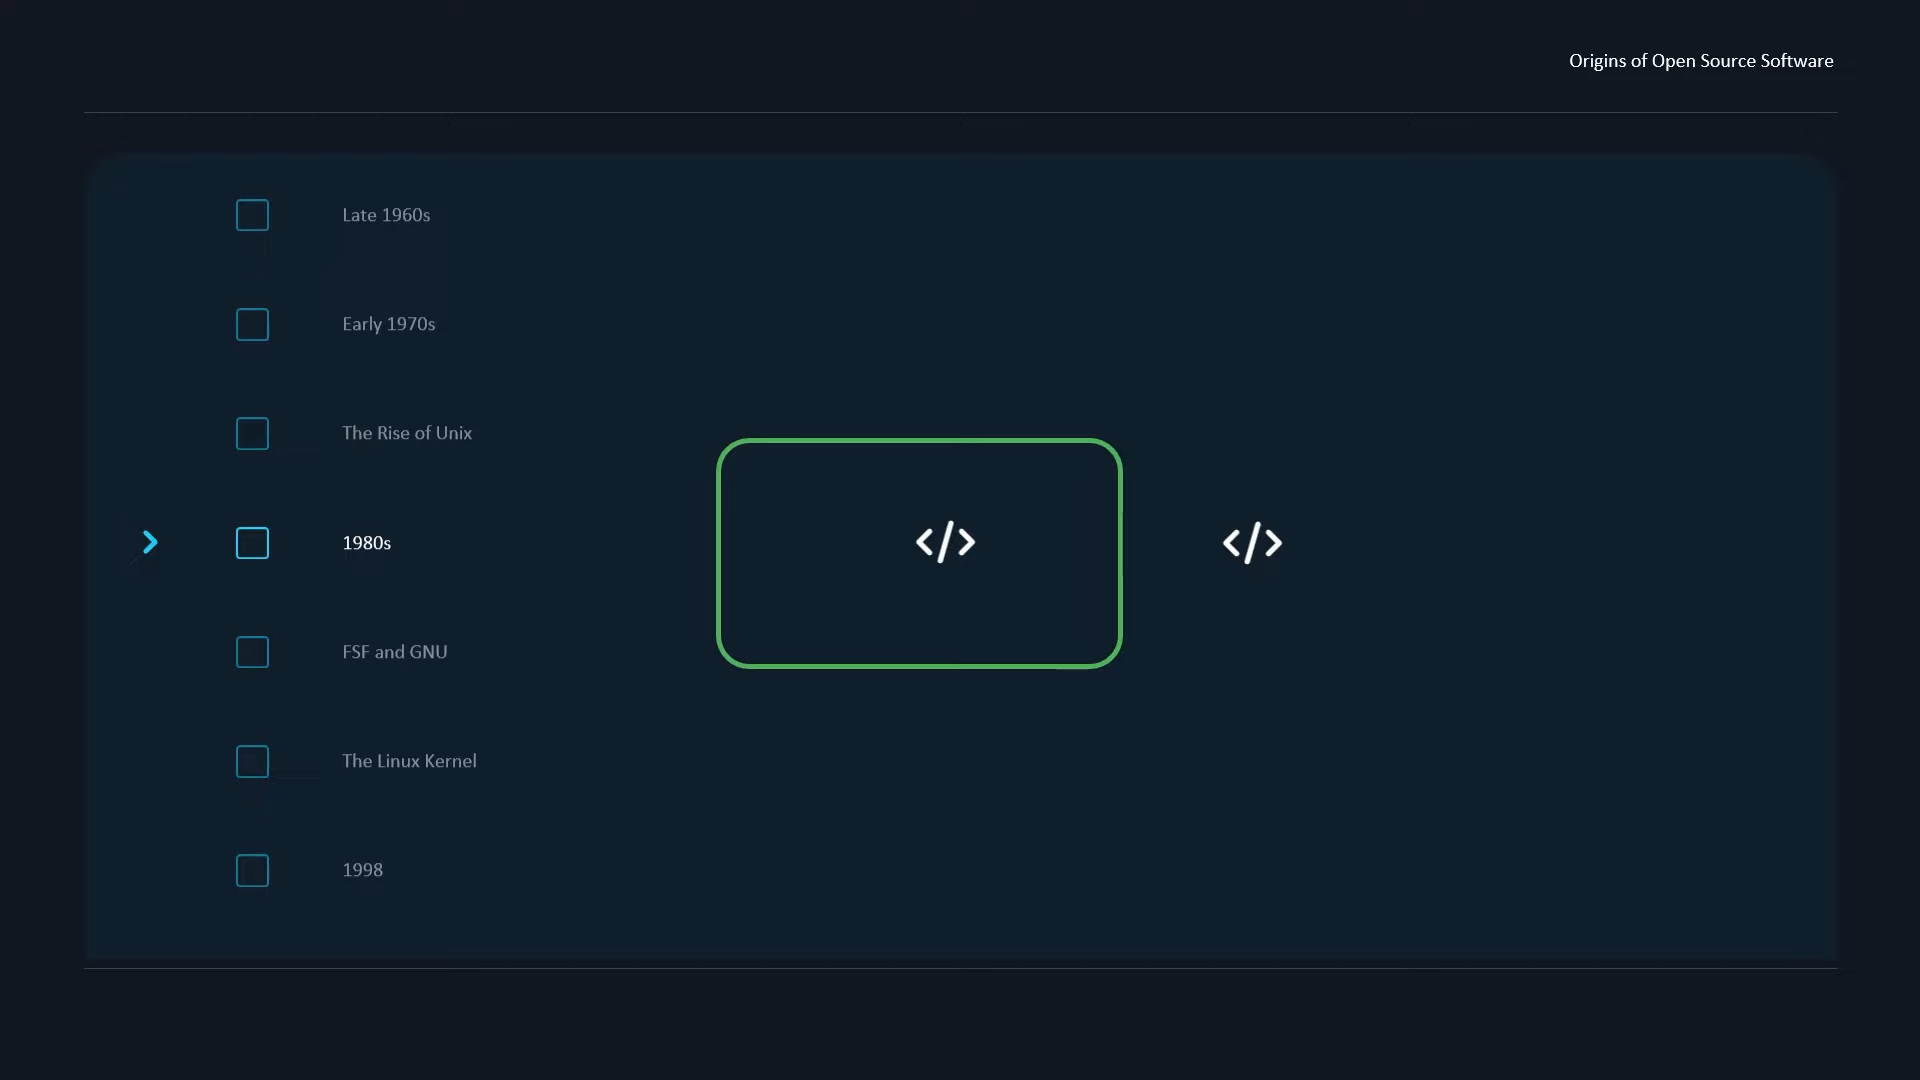 Origins of Open Source Software
Late 1960s
Early 1970s
The Rise of Unix
1980s
FSF and GNU
The Linux Kernel
1998